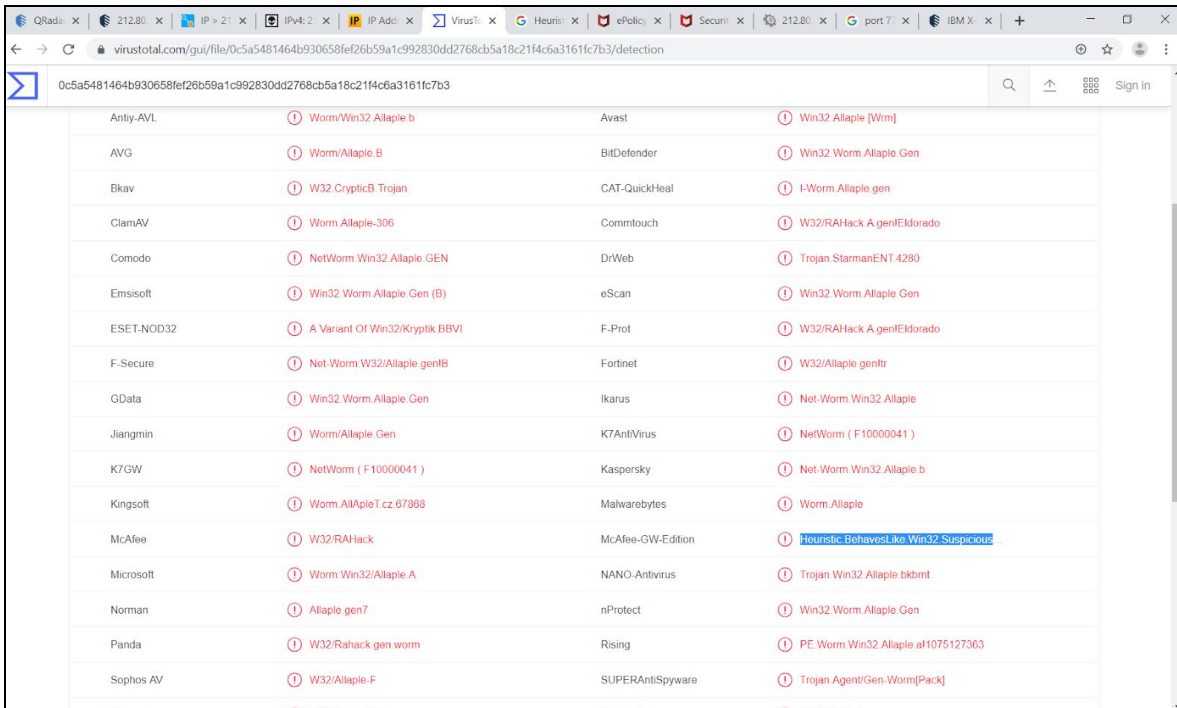 QRada 212.80. IP > 21 IPv4: 2 IP IP Addr VirusTo G Heurist ePolicy Securit 212.80. G port 77 IBM X-
virustotal.com/gui/file/0c5a5481464b930658fef26b59a1c992830dd2768cb5a18c21f4c6a3161fc7b3/detection
0c5a5481464b930658fef26b59a1c992830dd2768cb5a18c21f4c6a3161fc7b3 Sign in
Antiy-AVL Worm/Win32.Allaple.b Avast Win32.Allaple [Wrm]
AVG Worm/Allaple.B BitDefender Win32.Worm.Allaple.Gen
Bkav W32.CrypticB.Trojan CAT-QuickHeal I-Worm.Allaple.gen
ClamAV Worm.Allaple-306 Commtouch W32/RAHack.A.gen!Eldorado
Comodo NetWorm.Win32.Allaple.GEN DrWeb Trojan.StarmanENT.4280
Emsisoft Win32.Worm.Allaple.Gen (B) eScan Win32.Worm.Allaple.Gen
ESET-NOD32 A Variant Of Win32/Kryptik.BBVI F-Prot W32/RAHack.A.gen!Eldorado
F-Secure Net-Worm:W32/Allaple.gen!B Fortinet W32/Allaple.gen!tr
GData Win32.Worm.Allaple.Gen Ikarus Net-Worm.Win32.Allaple
Jiangmin Worm/Allaple.Gen K7AntiVirus NetWorm ( F10000041 )
K7GW NetWorm ( F10000041 ) Kaspersky Net-Worm.Win32.Allaple.b
Kingsoft Worm.AllApleT.cz.67868 Malwarebytes Worm.Allaple
McAfee W32/RAHack McAfee-GW-Edition Heuristic.BehavesLike.Win32.Suspicious...
Microsoft Worm:Win32/Allaple.A NANO-Antivirus Trojan.Win32.Allaple.bkbmt
Norman Allaple.gen7 nProtect Win32.Worm.Allaple.Gen
Panda W32/Rahack.gen.worm Rising PE:Worm.Win32.Allaple.a!1075127363
Sophos AV W32/Allaple-F SUPERAntiSpyware Trojan.Agent/Gen-Worm[Pack]